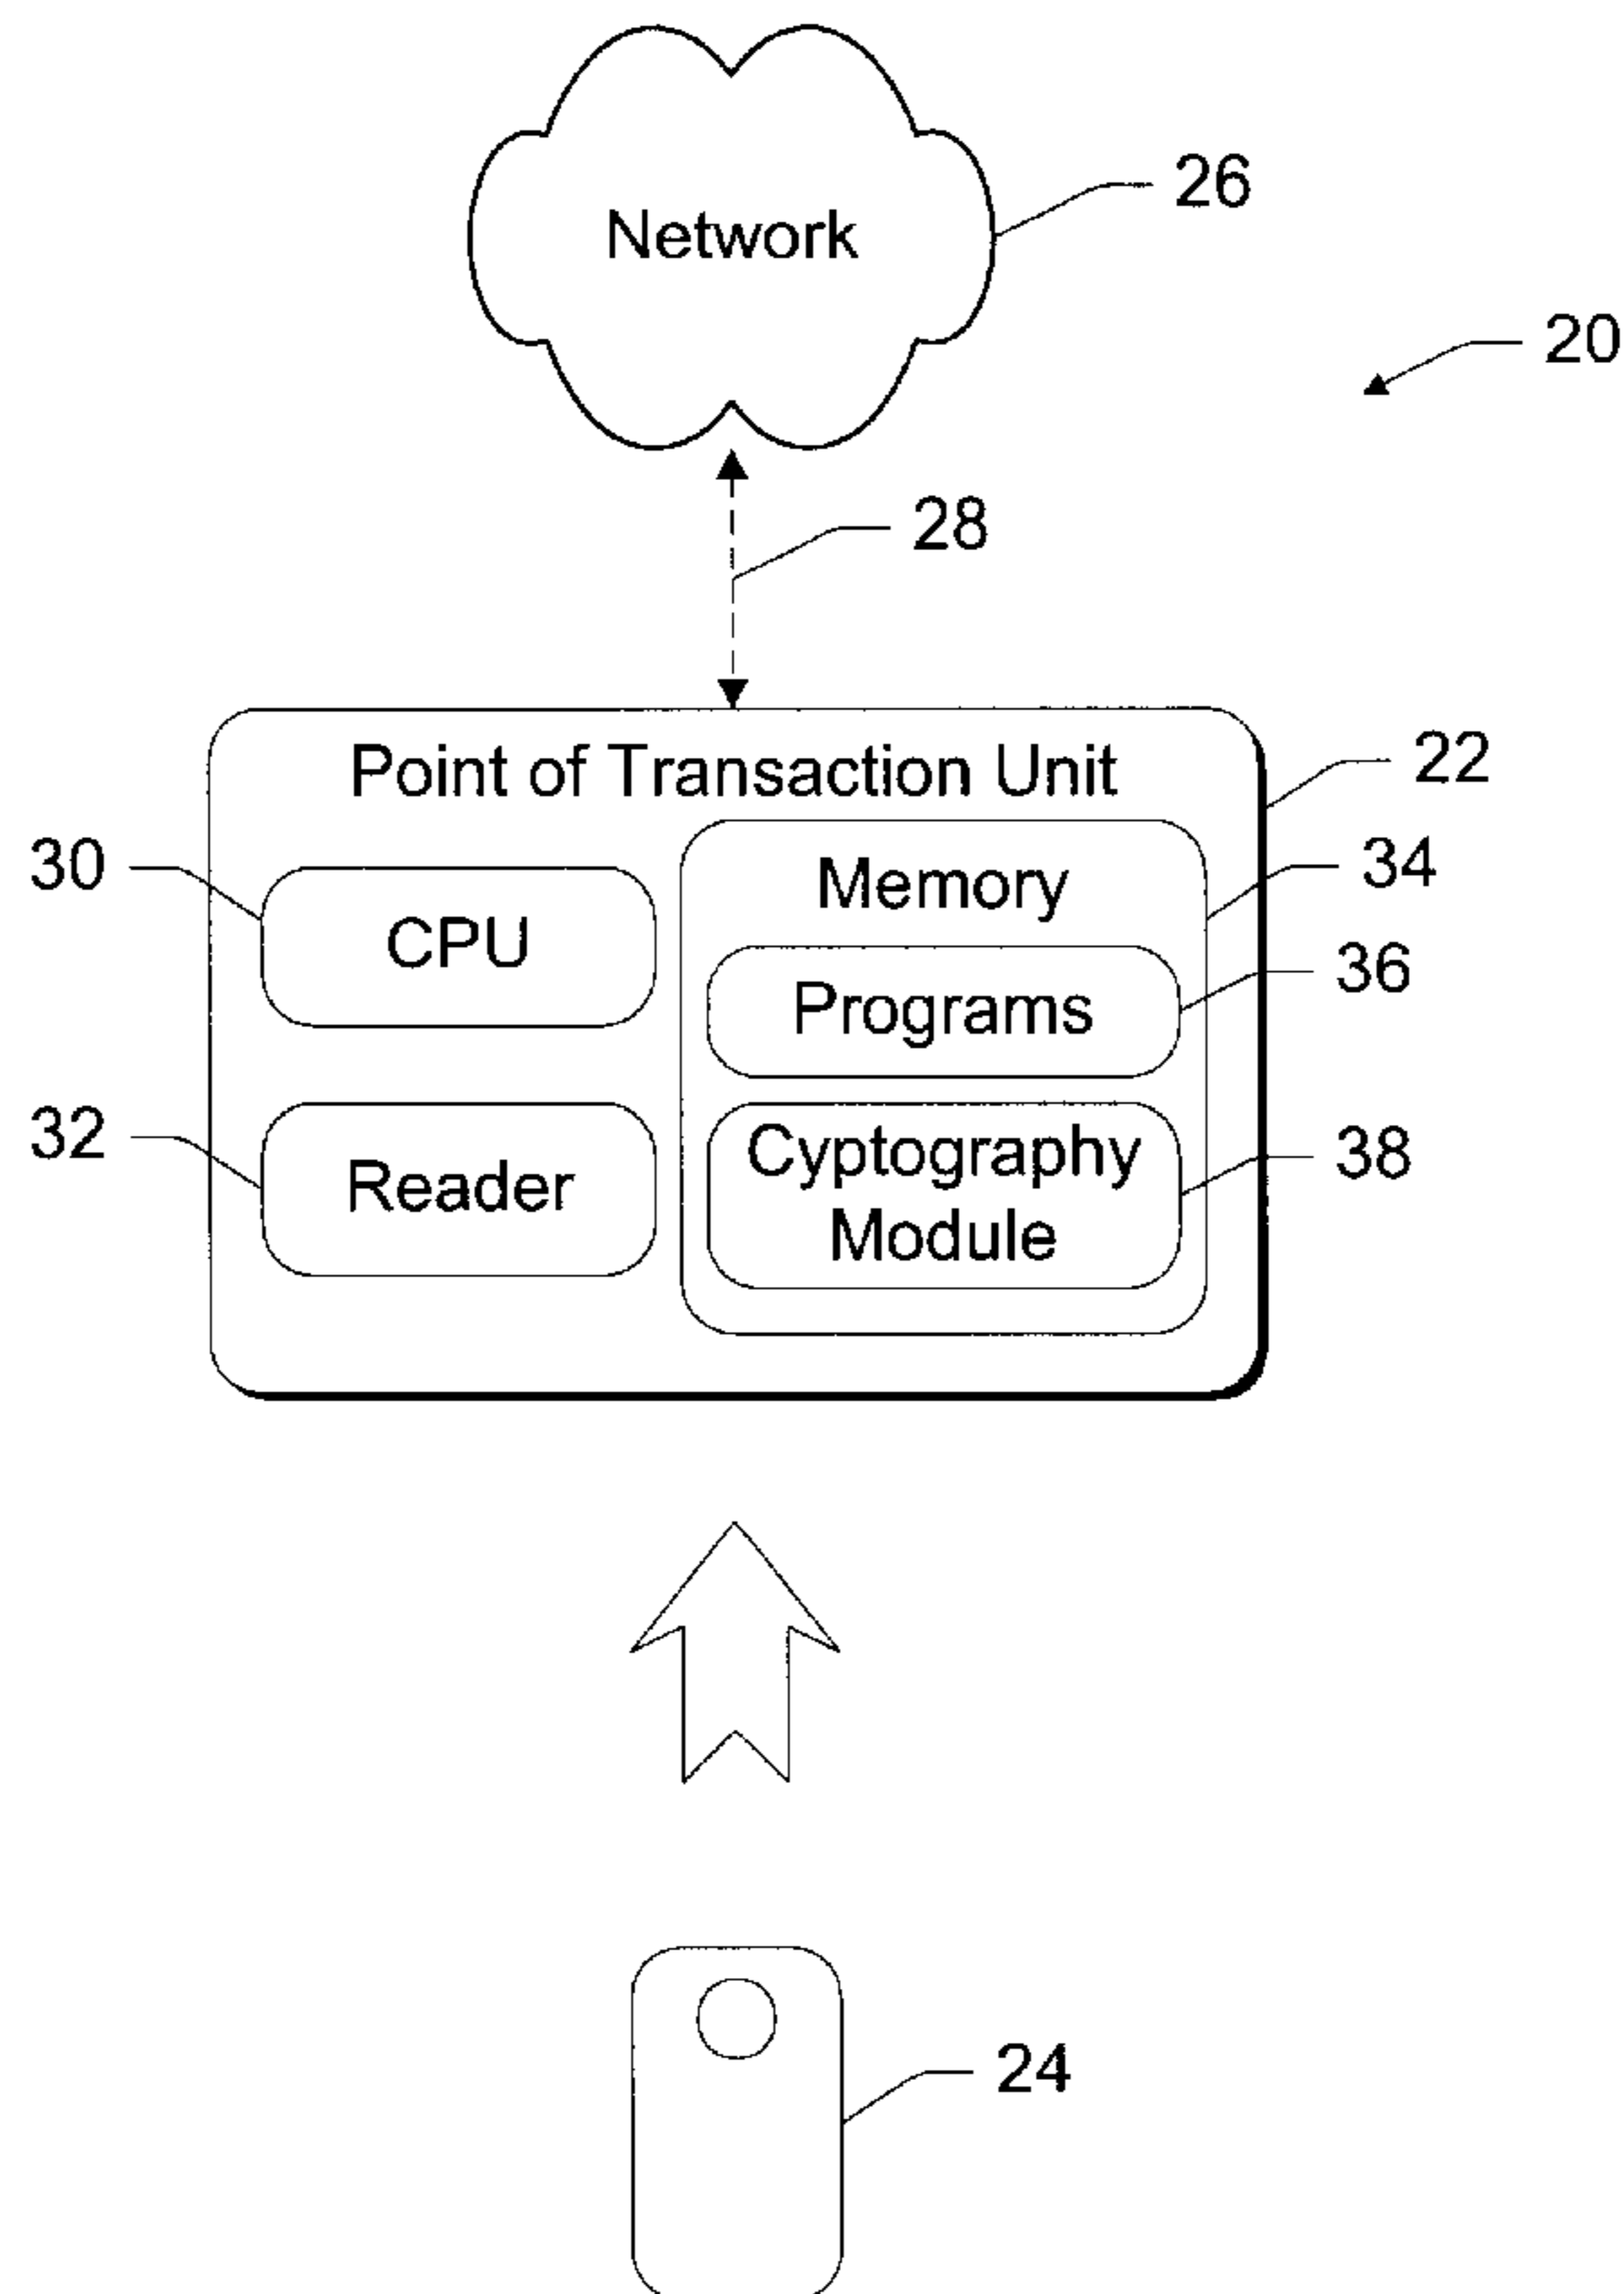 Network
26
20
28
Point of Transaction Unit
22
30
CPU
Memory
34
Programs
36
32
Reader
Cyptography
Module
38
24